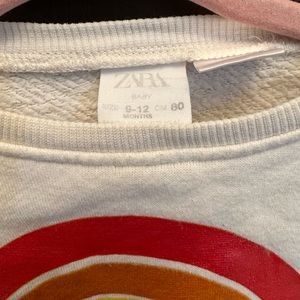 ZARA
BABY
SIZE 9-12 CM 80
MONTHS